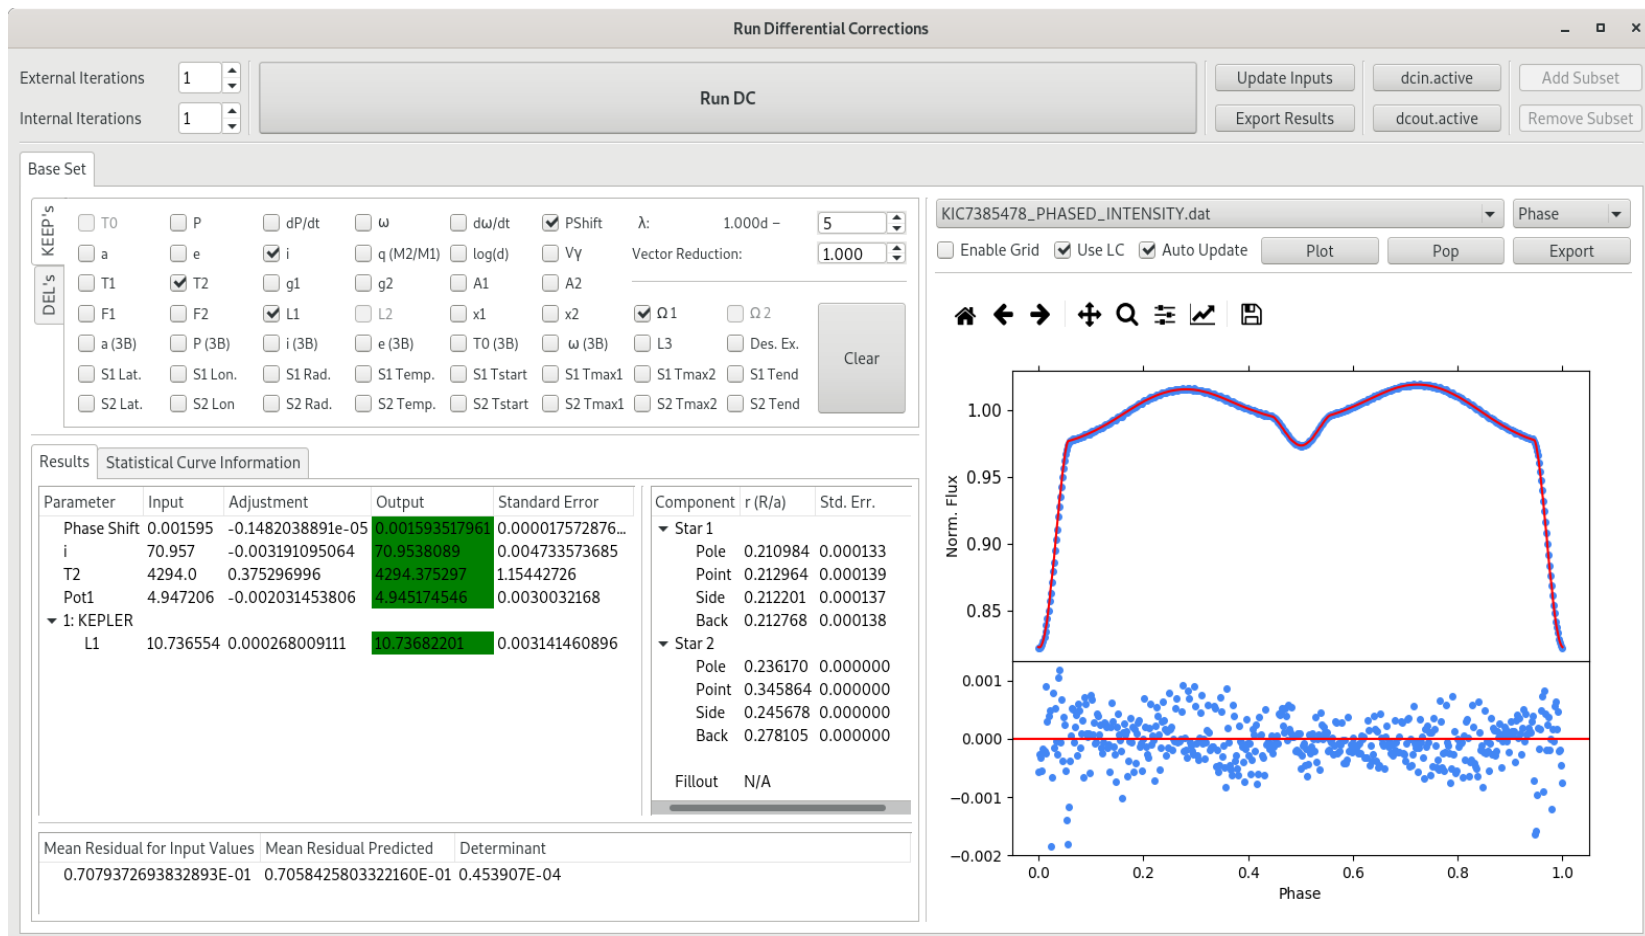 Run Differential Corrections
External Iterations 1
Internal Iterations 1
Run DC
Update Inputs dcin.active Add Subset
Export Results dcout.active Remove Subset
Base Set
KEEP's
DEL's
T0 P dP/dt ω dω/dt PShift λ: 1.000d − 5
a e i q (M2/M1) log(d) Vγ Vector Reduction: 1.000
T1 T2 g1 g2 A1 A2
F1 F2 L1 L2 x1 x2 Ω1 Ω2
a (3B) P (3B) i (3B) e (3B) T0 (3B) ω (3B) L3 Des. Ex.
S1 Lat. S1 Lon. S1 Rad. S1 Temp. S1 Tstart S1 Tmax1 S1 Tmax2 S1 Tend
S2 Lat. S2 Lon S2 Rad. S2 Temp. S2 Tstart S2 Tmax1 S2 Tmax2 S2 Tend
Clear
Results Statistical Curve Information
Parameter Input Adjustment Output Standard Error
Phase Shift 0.001595 -0.1482038891e-05 0.001593517961 0.000017572876...
i 70.957 -0.003191095064 70.9538089 0.004733573685
T2 4294.0 0.375296996 4294.375297 1.15442726
Pot1 4.947206 -0.002031453806 4.945174546 0.0030032168
1: KEPLER
L1 10.736554 0.000268009111 10.73682201 0.003141460896
Component r (R/a) Std. Err.
Star 1
Pole 0.210984 0.000133
Point 0.212964 0.000139
Side 0.212201 0.000137
Back 0.212768 0.000138
Star 2
Pole 0.236170 0.000000
Point 0.345864 0.000000
Side 0.245678 0.000000
Back 0.278105 0.000000
Fillout N/A
Mean Residual for Input Values Mean Residual Predicted Determinant
0.7079372693832893E-01 0.7058425803322160E-01 0.453907E-04
KIC7385478_PHASED_INTENSITY.dat Phase
Enable Grid Use LC Auto Update Plot Pop Export
Norm. Flux
1.00
0.95
0.90
0.85
0.001
0.000
−0.001
−0.002
0.0 0.2 0.4 0.6 0.8 1.0
Phase